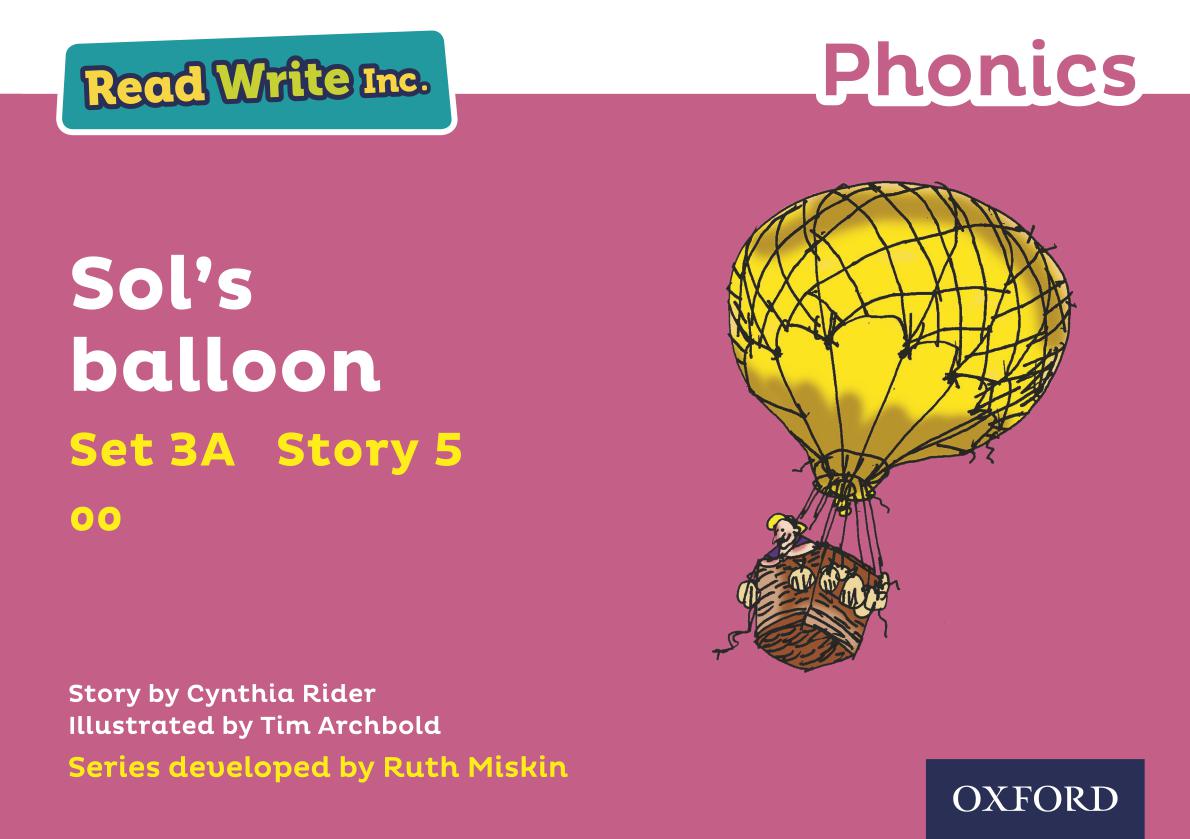 Read Write Inc.
Phonics
Sol’s
balloon
Set 3A Story 5
oo
Story by Cynthia Rider
Illustrated by Tim Archbold
Series developed by Ruth Miskin
OXFORD